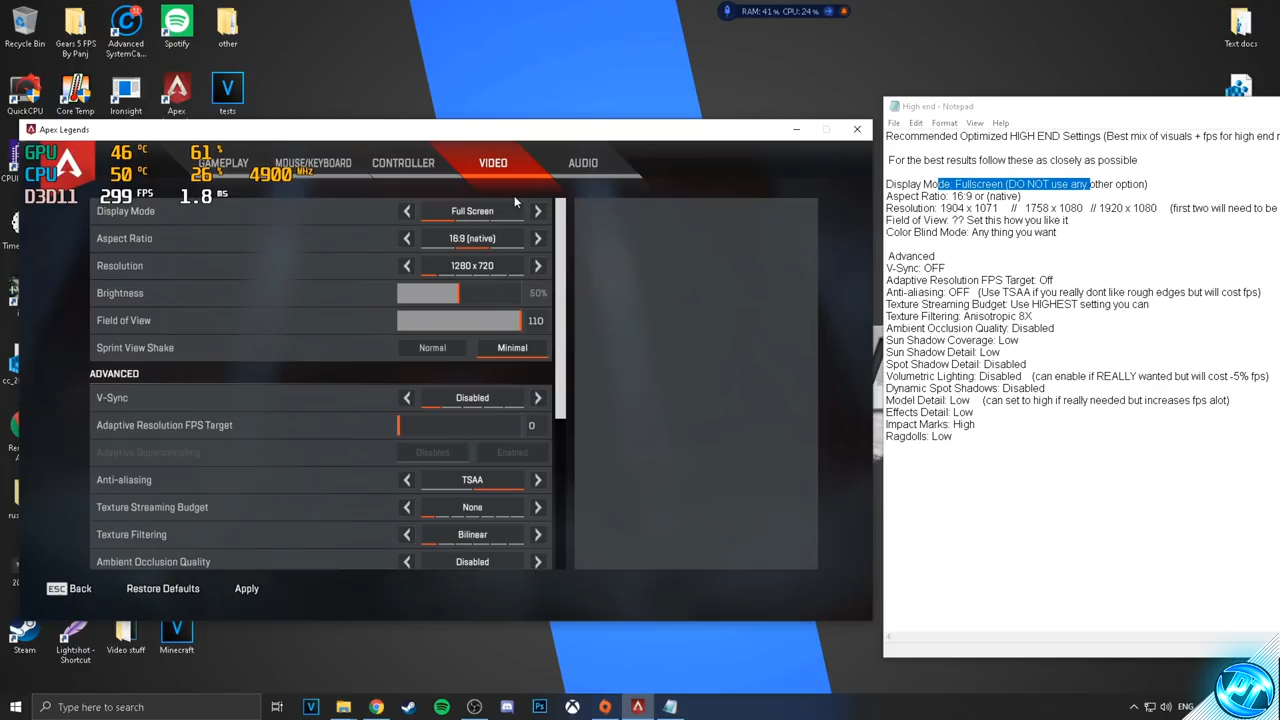 RAM: 41% CPU: 24%
Recycle Bin
Gears 5 FPS By Panj
Advanced SystemCa...
Spotify
other
Text docs
QuickCPU
Core Temp
Ironsight
Apex
tests
Apex Legends
GPU 46 °C 61 %
CPU 50 °C 26 % 4900 MHz
D3D11 299 FPS 1.8 ms
GAMEPLAY
MOUSE/KEYBOARD
CONTROLLER
VIDEO
AUDIO
Display Mode Full Screen
Aspect Ratio 16:9 (native)
Resolution 1280 x 720
Brightness 50%
Field of View 110
Sprint View Shake Normal Minimal
ADVANCED
V-Sync Disabled
Adaptive Resolution FPS Target 0
Adaptive Supersampling Disabled Enabled
Anti-aliasing TSAA
Texture Streaming Budget None
Texture Filtering Bilinear
Ambient Occlusion Quality Disabled
ESC Back Restore Defaults Apply
High end - Notepad
File Edit Format View Help
Recommended Optimized HIGH END Settings (Best mix of visuals + fps for high end
For the best results follow these as closely as possible
Display Mode: Fullscreen (DO NOT use any other option)
Aspect Ratio: 16:9 or (native)
Resolution: 1904 x 1071 // 1758 x 1080 // 1920 x 1080 (first two will need to be
Field of View: ?? Set this how you like it
Color Blind Mode: Any thing you want
Advanced
V-Sync: OFF
Adaptive Resolution FPS Target: Off
Anti-aliasing: OFF (Use TSAA if you really dont like rough edges but will cost fps)
Texture Streaming Budget: Use HIGHEST setting you can
Texture Filtering: Anisotropic 8X
Ambient Occlusion Quality: Disabled
Sun Shadow Coverage: Low
Sun Shadow Detail: Low
Spot Shadow Detail: Disabled
Volumetric Lighting: Disabled (can enable if REALLY wanted but will cost -5% fps)
Dynamic Spot Shadows: Disabled
Model Detail: Low (can set to high if really needed but increases fps alot)
Effects Detail: Low
Impact Marks: High
Ragdolls: Low
Steam
Lightshot - Shortcut
Video stuff
Minecraft
Type here to search
ENG
PT